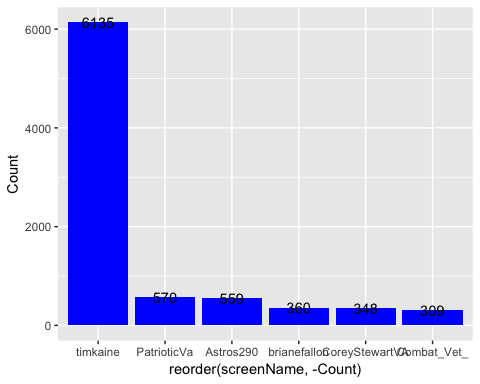 6135
6000
4000
Count
2000
570
559
360
348
309
0
timkaine
PatrioticVa
Astros290
brianefallon
CoreyStewartVA
Combat_Vet_
reorder(screenName, -Count)